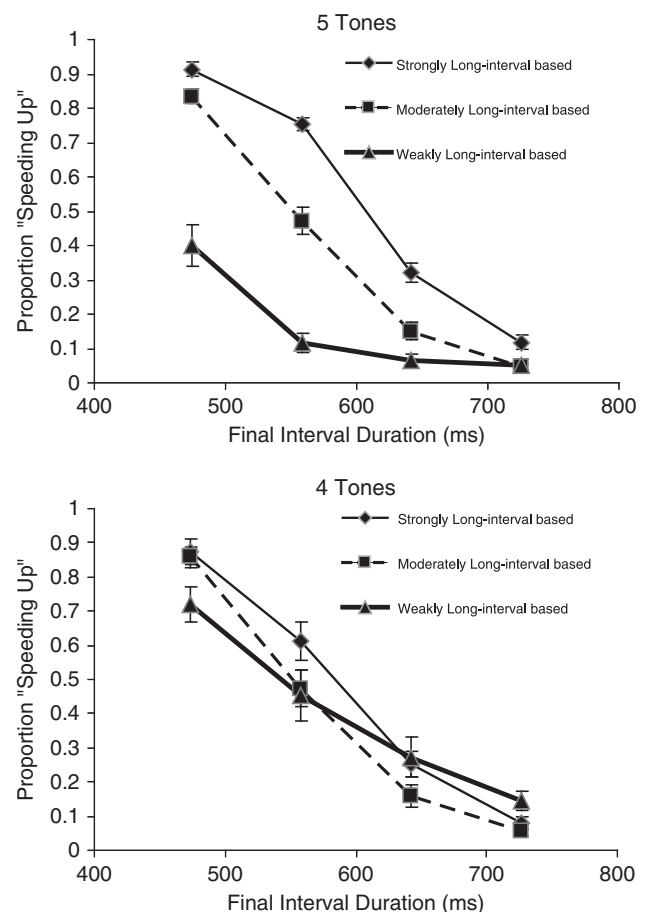 5 Tones
1
0.9
0.8
0.7
0.6
0.5
0.4
0.3
0.2
0.1
0
Proportion "Speeding Up"
Strongly Long-interval based
Moderately Long-interval based
Weakly Long-interval based
400 500 600 700 800
Final Interval Duration (ms)
4 Tones
1
0.9
0.8
0.7
0.6
0.5
0.4
0.3
0.2
0.1
0
Proportion "Speeding Up"
Strongly Long-interval based
Moderately Long-interval based
Weakly Long-interval based
400 500 600 700 800
Final Interval Duration (ms)